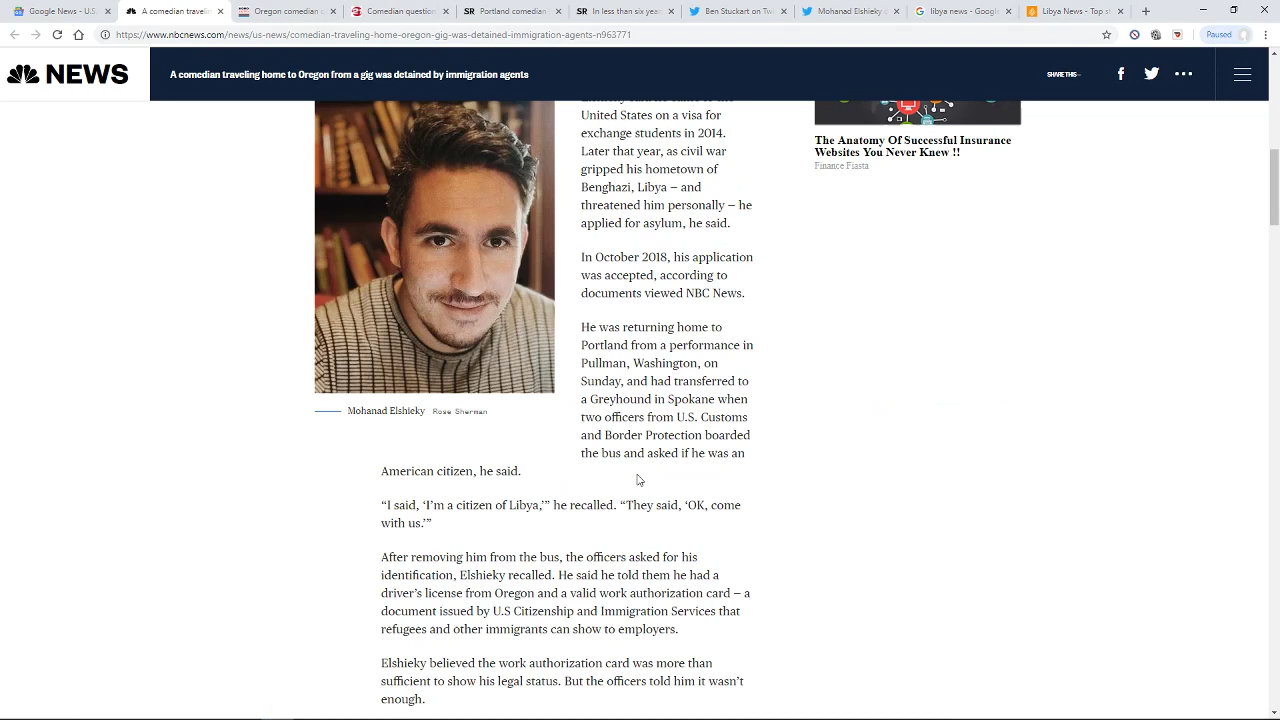 Google News - U.S.
A comedian travel
Oregon comedian s
Comedian question
Portland comedian
In less than six yea
Ben Stuckart on Tw
Mohanad Elshieky
libya news - Google
Libya News - Top s
https://www.nbcnews.com/news/us-news/comedian-traveling-home-oregon-gig-was-detained-immigration-agents-n963771
Paused
NEWS
A comedian traveling home to Oregon from a gig was detained by immigration agents
SHARE THIS —
United States on a visa for
exchange students in 2014.
Later that year, as civil war
gripped his hometown of
Benghazi, Libya — and
threatened him personally — he
applied for asylum, he said.
In October 2018, his application
was accepted, according to
documents viewed NBC News.
He was returning home to
Portland from a performance in
Pullman, Washington, on
Sunday, and had transferred to
a Greyhound in Spokane when
two officers from U.S. Customs
and Border Protection boarded
the bus and asked if he was an
American citizen, he said.
“I said, ‘I’m a citizen of Libya,’” he recalled. “They said, ‘OK, come
with us.’”
After removing him from the bus, the officers asked for his
identification, Elshieky recalled. He said he told them he had a
driver’s license from Oregon and a valid work authorization card — a
document issued by U.S Citizenship and Immigration Services that
refugees and other immigrants can show to employers.
Elshieky believed the work authorization card was more than
sufficient to show his legal status. But the officers told him it wasn’t
enough.
Mohanad Elshieky Rose Sherman
The Anatomy Of Successful Insurance
Websites You Never Knew !!
Finance Fiasta